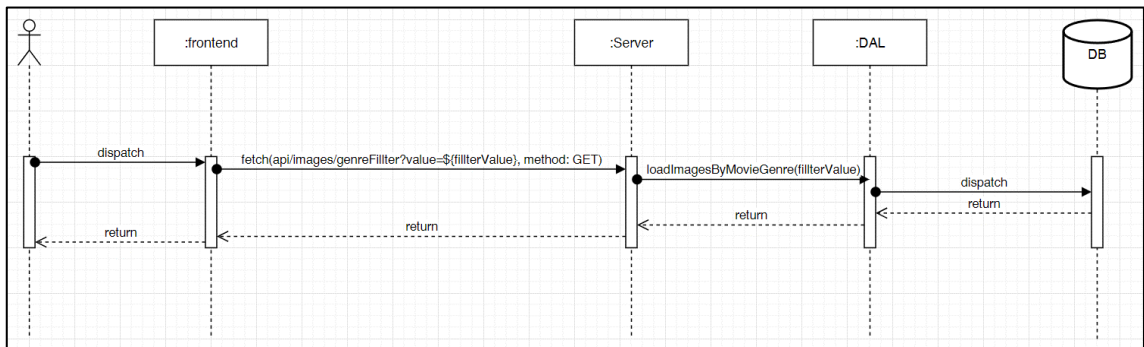 :frontend
:Server
:DAL
DB
dispatch
fetch(api/images/genreFillter?value=${fillterValue}, method: GET)
loadImagesByMovieGenre(fillterValue)
dispatch
return
return
return
return